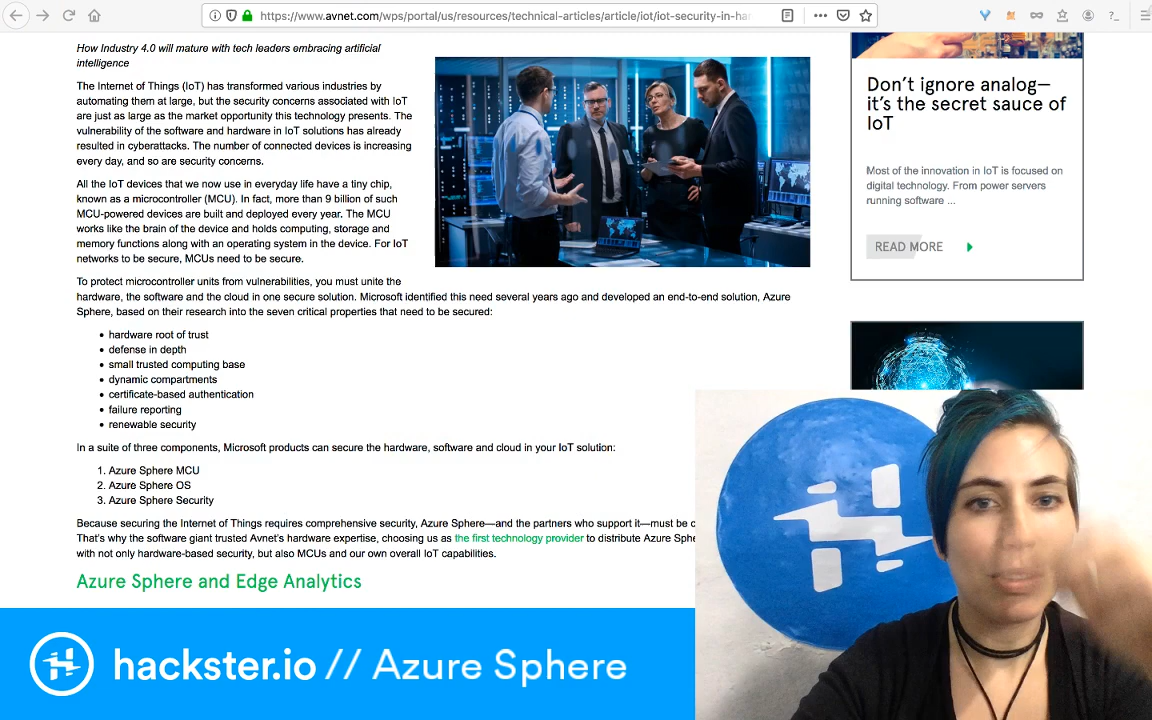 https://www.avnet.com/wps/portal/us/resources/technical-articles/article/iot/iot-security-in-har
How Industry 4.0 will mature with tech leaders embracing artificial
intelligence
The Internet of Things (IoT) has transformed various industries by
automating them at large, but the security concerns associated with IoT
are just as large as the market opportunity this technology presents. The
vulnerability of the software and hardware in IoT solutions has already
resulted in cyberattacks. The number of connected devices is increasing
every day, and so are security concerns.
All the IoT devices that we now use in everyday life have a tiny chip,
known as a microcontroller (MCU). In fact, more than 9 billion of such
MCU-powered devices are built and deployed every year. The MCU
works like the brain of the device and holds computing, storage and
memory functions along with an operating system in the device. For IoT
networks to be secure, MCUs need to be secure.
To protect microcontroller units from vulnerabilities, you must unite the
hardware, the software and the cloud in one secure solution. Microsoft identified this need several years ago and developed an end-to-end solution, Azure
Sphere, based on their research into the seven critical properties that need to be secured:
• hardware root of trust
• defense in depth
• small trusted computing base
• dynamic compartments
• certificate-based authentication
• failure reporting
• renewable security
In a suite of three components, Microsoft products can secure the hardware, software and cloud in your IoT solution:
1. Azure Sphere MCU
2. Azure Sphere OS
3. Azure Sphere Security
Because securing the Internet of Things requires comprehensive security, Azure Sphere—and the partners who support it—must be c
That's why the software giant trusted Avnet's hardware expertise, choosing us as the first technology provider to distribute Azure Sphe
with not only hardware-based security, but also MCUs and our own overall IoT capabilities.
Azure Sphere and Edge Analytics
Don't ignore analog—
it's the secret sauce of
IoT
Most of the innovation in IoT is focused on
digital technology. From power servers
running software ...
READ MORE
hackster.io // Azure Sphere